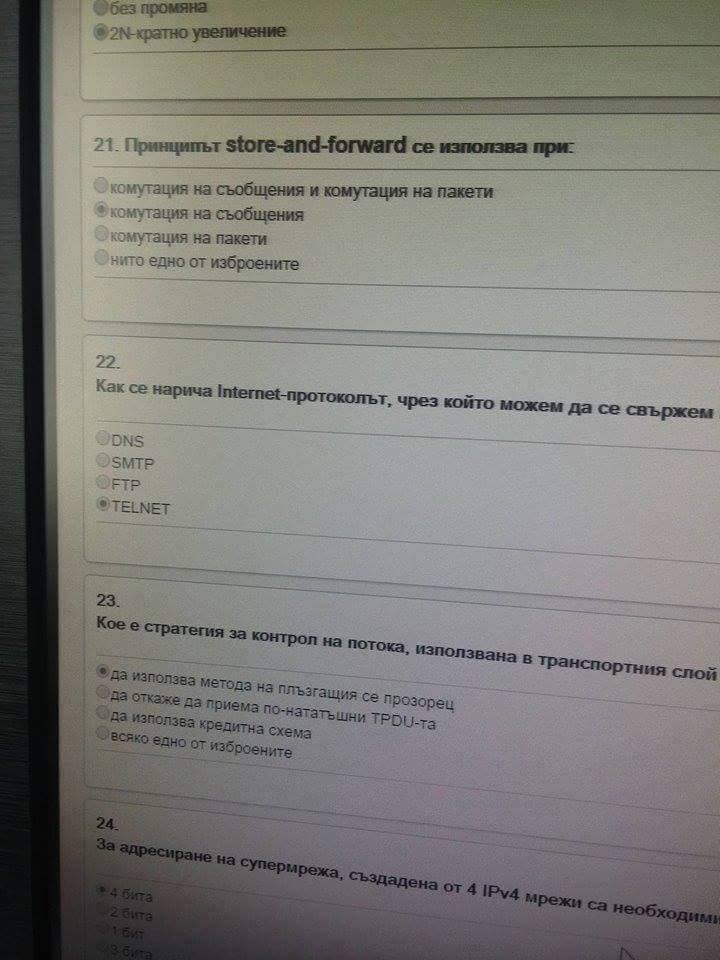 без промяна
2N-кратно увеличение
21. Принципът store-and-forward се използва при:
комутация на съобщения и комутация на пакети
комутация на съобщения
комутация на пакети
нито едно от изброените
22.
Как се нарича Internet-протоколът, чрез който можем да се свържем
DNS
SMTP
FTP
TELNET
23.
Кое е стратегия за контрол на потока, използвана в транспортния слой
да използва метода на плъзгащия се прозорец
да откаже да приема по-нататъшни TPDU-та
да използва кредитна схема
всяко едно от изброените
24.
За адресиране на супермрежа, създадена от 4 IPv4 мрежи са необходими
4 бита
2 бита
1 бит
3 бита